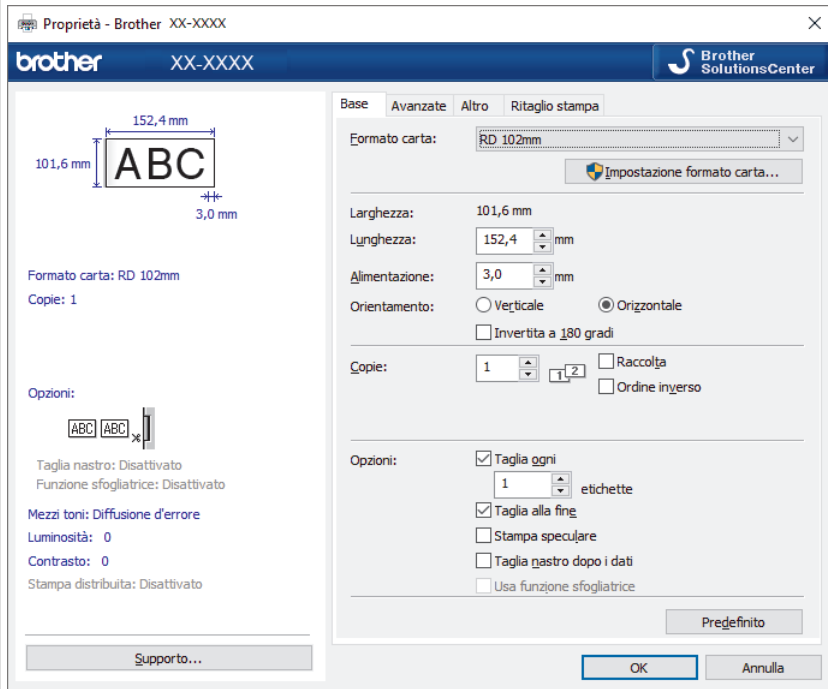 Proprietà - Brother XX-XXXX
brother XX-XXXX Brother SolutionsCenter
152,4 mm
101,6 mm ABC
3,0 mm
Formato carta: RD 102mm
Copie: 1
Opzioni:
ABC ABC
Taglia nastro: Disattivato
Funzione sfogliatrice: Disattivato
Mezzi toni: Diffusione d'errore
Luminosità: 0
Contrasto: 0
Stampa distribuita: Disattivato
Supporto...
Base Avanzate Altro Ritaglio stampa
Formato carta: RD 102mm
Impostazione formato carta...
Larghezza: 101,6 mm
Lunghezza: 152,4 mm
Alimentazione: 3,0 mm
Orientamento: Verticale Orizzontale
Invertita a 180 gradi
Copie: 1 1 2 Raccolta
Ordine inverso
Opzioni: Taglia ogni
1 etichette
Taglia alla fine
Stampa speculare
Taglia nastro dopo i dati
Usa funzione sfogliatrice
Predefinito
OK Annulla